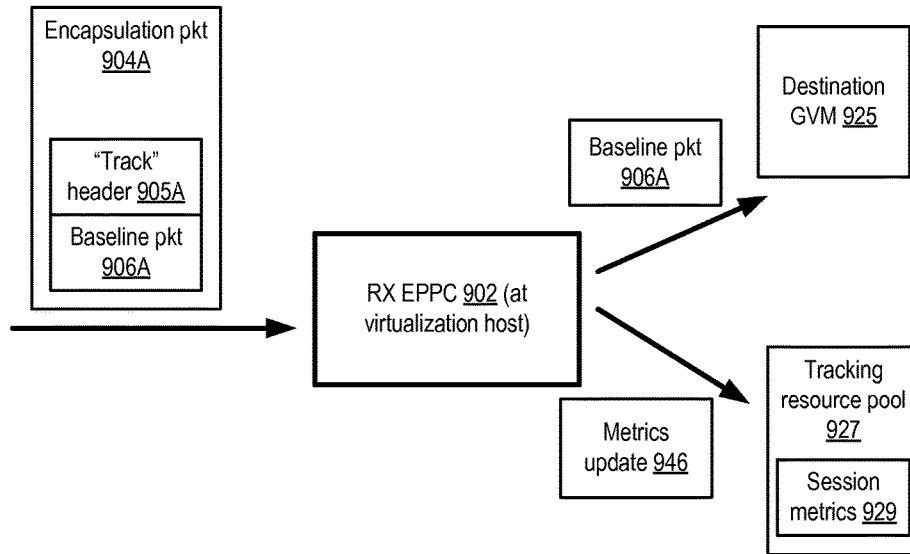 Encapsulation pkt
904A
“Track”
header 905A
Baseline pkt
906A
RX EPPC 902 (at
virtualization host)
Baseline pkt
906A
Destination
GVM 925
Metrics
update 946
Tracking
resource pool
927
Session
metrics 929